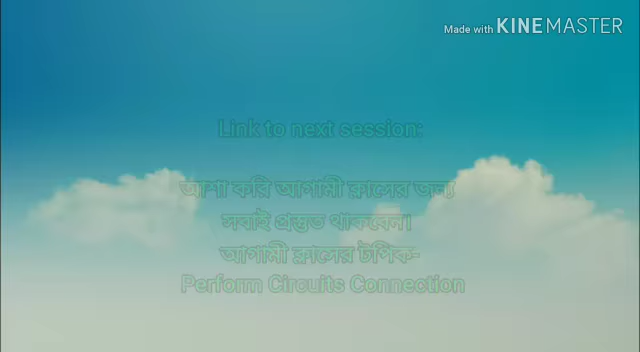 Made with KINEMASTER
Link to next session:
আশা করি আগামী ক্লাসের জন্য
সবাই প্রস্তুত থাকবেন।
আগামী ক্লাসের টপিক-
Perform Circuits Connection